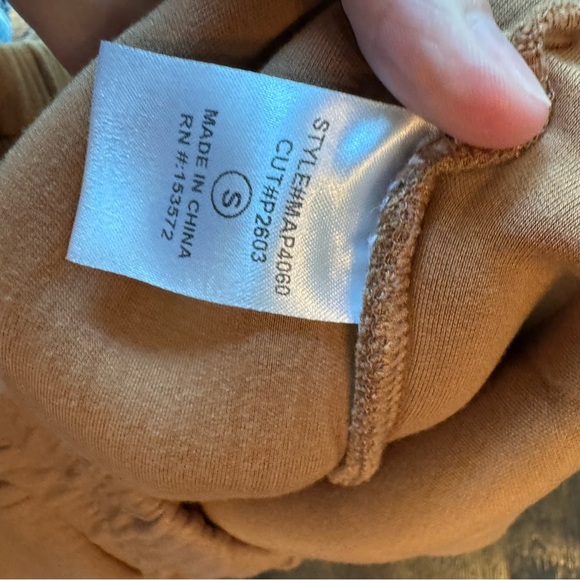 STYLE#MAP4060
CUT#P2603
S
MADE IN CHINA
RN #:153572